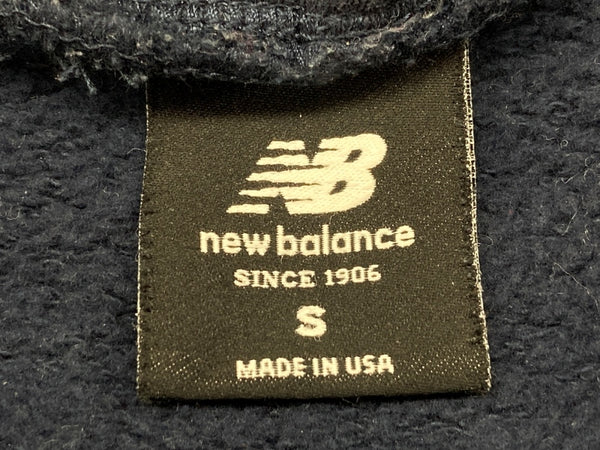 NB
new balance
SINCE 1906
S
MADE IN USA